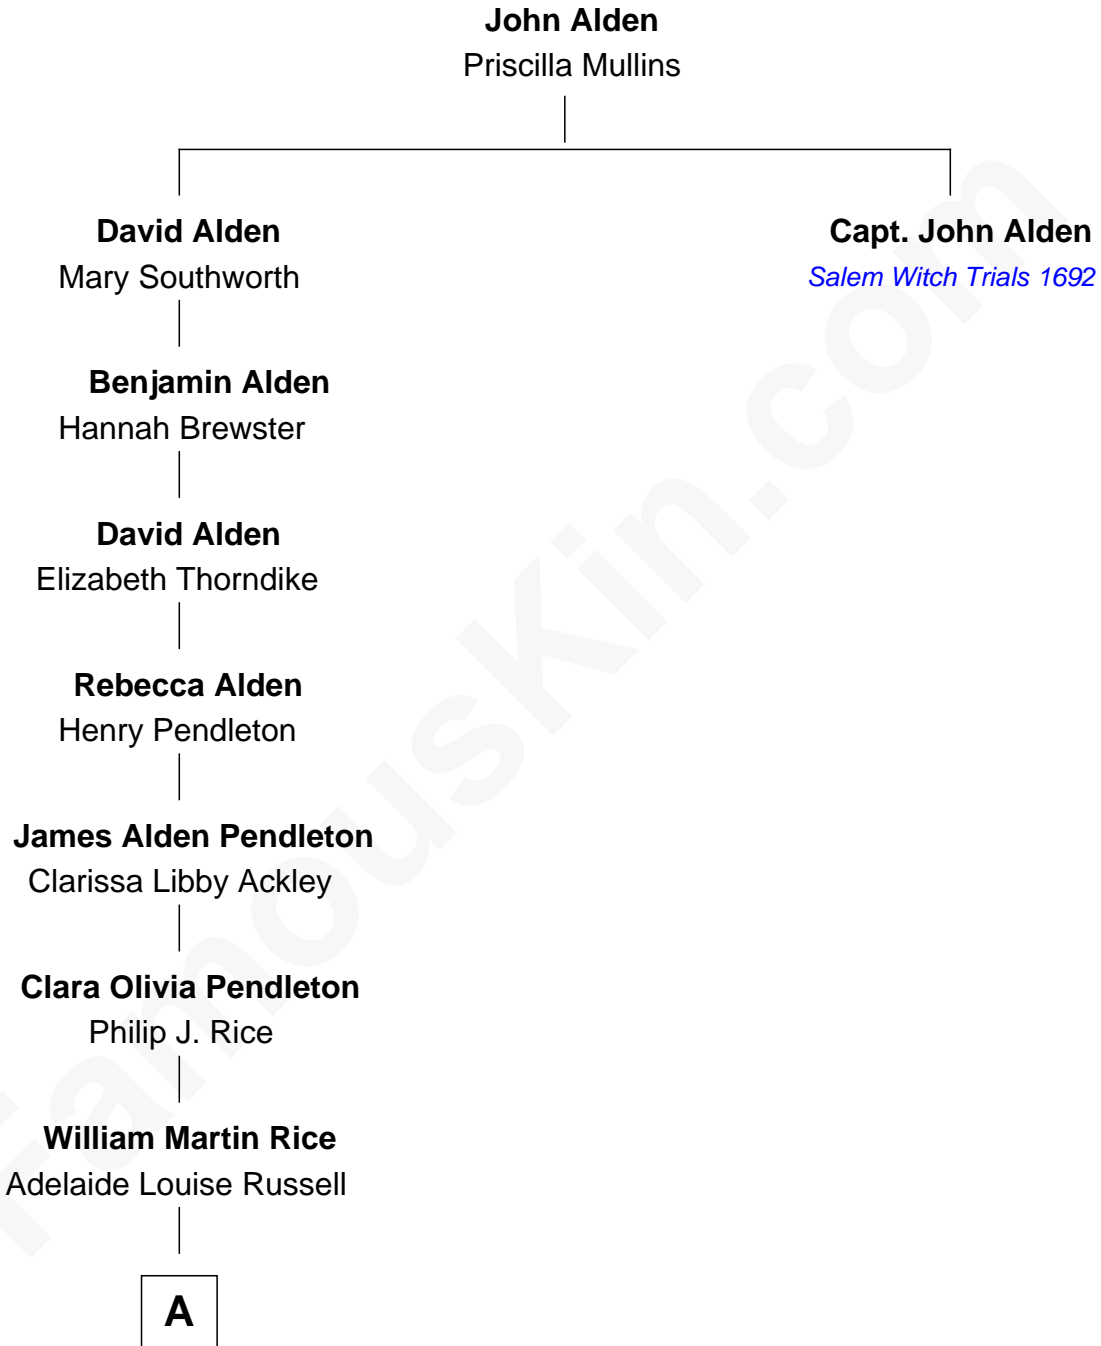 John Alden
Priscilla Mullins
David Alden
Mary Southworth
Capt. John Alden
Salem Witch Trials 1692
Benjamin Alden
Hannah Brewster
David Alden
Elizabeth Thorndike
Rebecca Alden
Henry Pendleton
James Alden Pendleton
Clarissa Libby Ackley
Clara Olivia Pendleton
Philip J. Rice
William Martin Rice
Adelaide Louise Russell
A
FamousKin.com